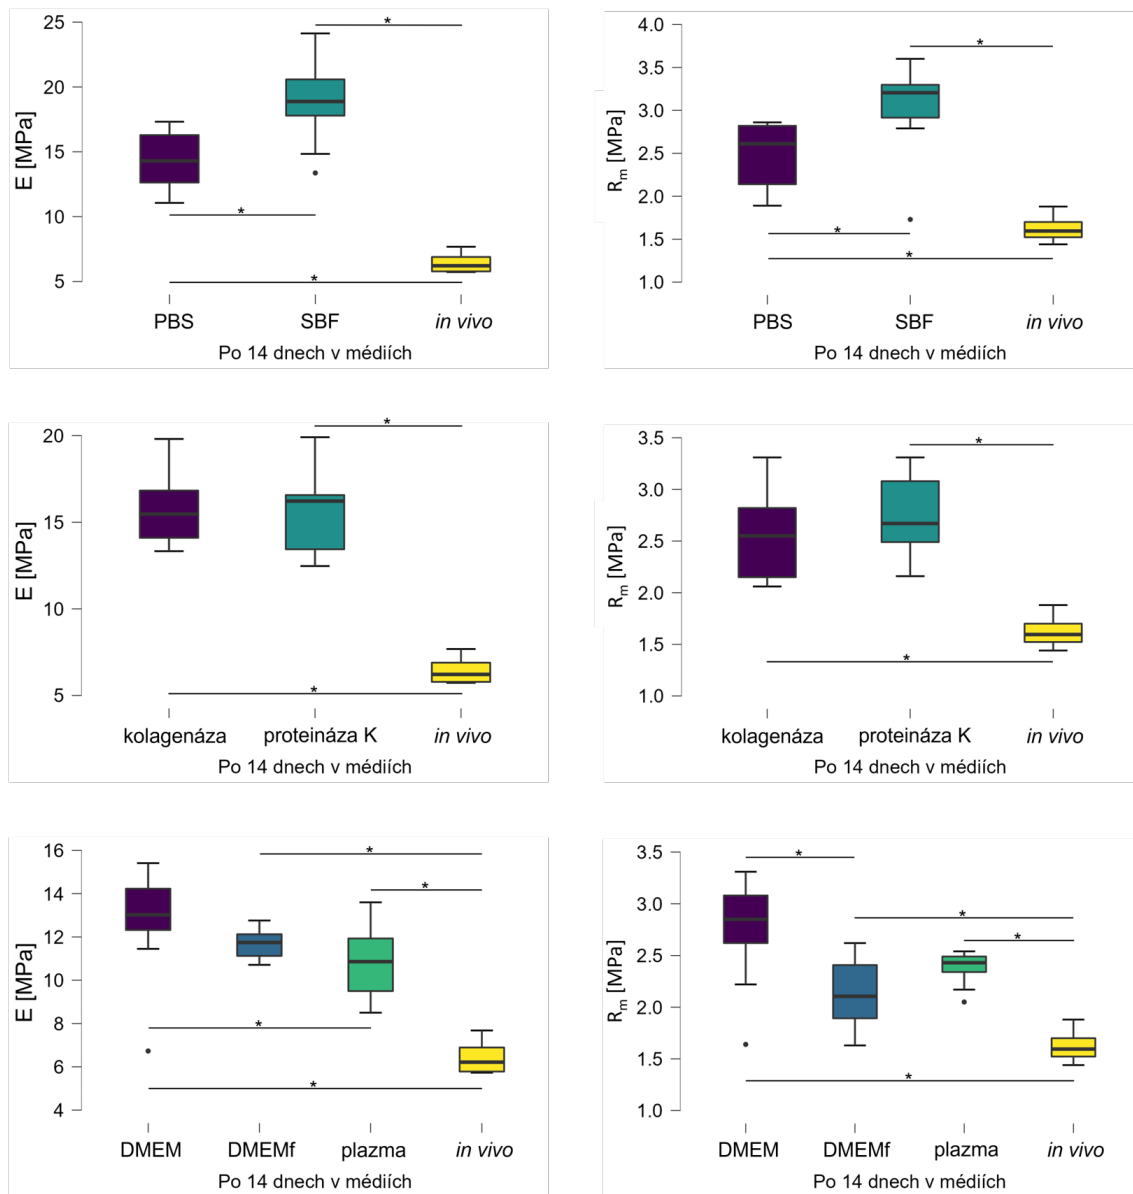 E [MPa]
25
20
15
10
5
*
*
*
PBS SBF in vivo
Po 14 dnech v médiích
Rm [MPa]
4.0
3.5
3.0
2.5
2.0
1.5
1.0
*
*
*
PBS SBF in vivo
Po 14 dnech v médiích
E [MPa]
20
15
10
5
*
*
kolagenáza proteináza K in vivo
Po 14 dnech v médiích
Rm [MPa]
3.5
3.0
2.5
2.0
1.5
1.0
*
*
kolagenáza proteináza K in vivo
Po 14 dnech v médiích
E [MPa]
16
14
12
10
8
6
4
*
*
*
*
DMEM DMEMf plazma in vivo
Po 14 dnech v médiích
Rm [MPa]
3.5
3.0
2.5
2.0
1.5
1.0
*
*
*
*
DMEM DMEMf plazma in vivo
Po 14 dnech v médiích